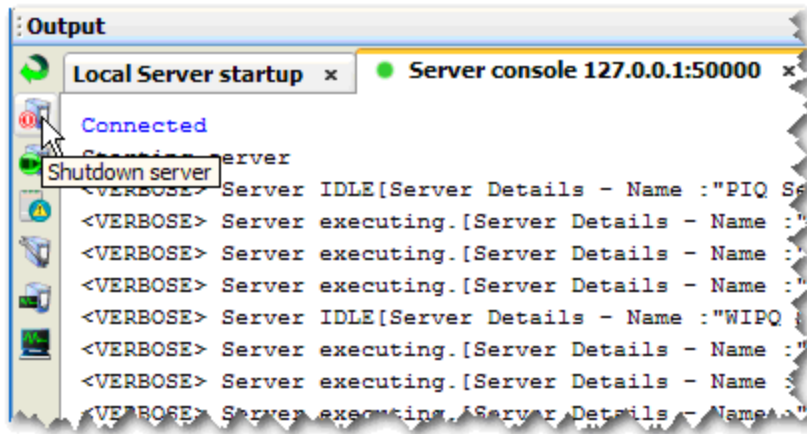 Output
Local Server startup x
Server console 127.0.0.1:50000 x
Connected
server
Shutdown server
<VERBOSE> Server IDLE[Server Details - Name :"PIQ
<VERBOSE> Server executing.[Server Details - Name :"
<VERBOSE> Server executing.[Server Details - Name :"
<VERBOSE> Server executing.[Server Details - Name :"
<VERBOSE> Server IDLE[Server Details - Name :"WIPQ
<VERBOSE> Server executing.[Server Details - Name :"
<VERBOSE> Server executing.[Server Details - Name :
<VERBOSE> Server executing.[Server Details - Name :"